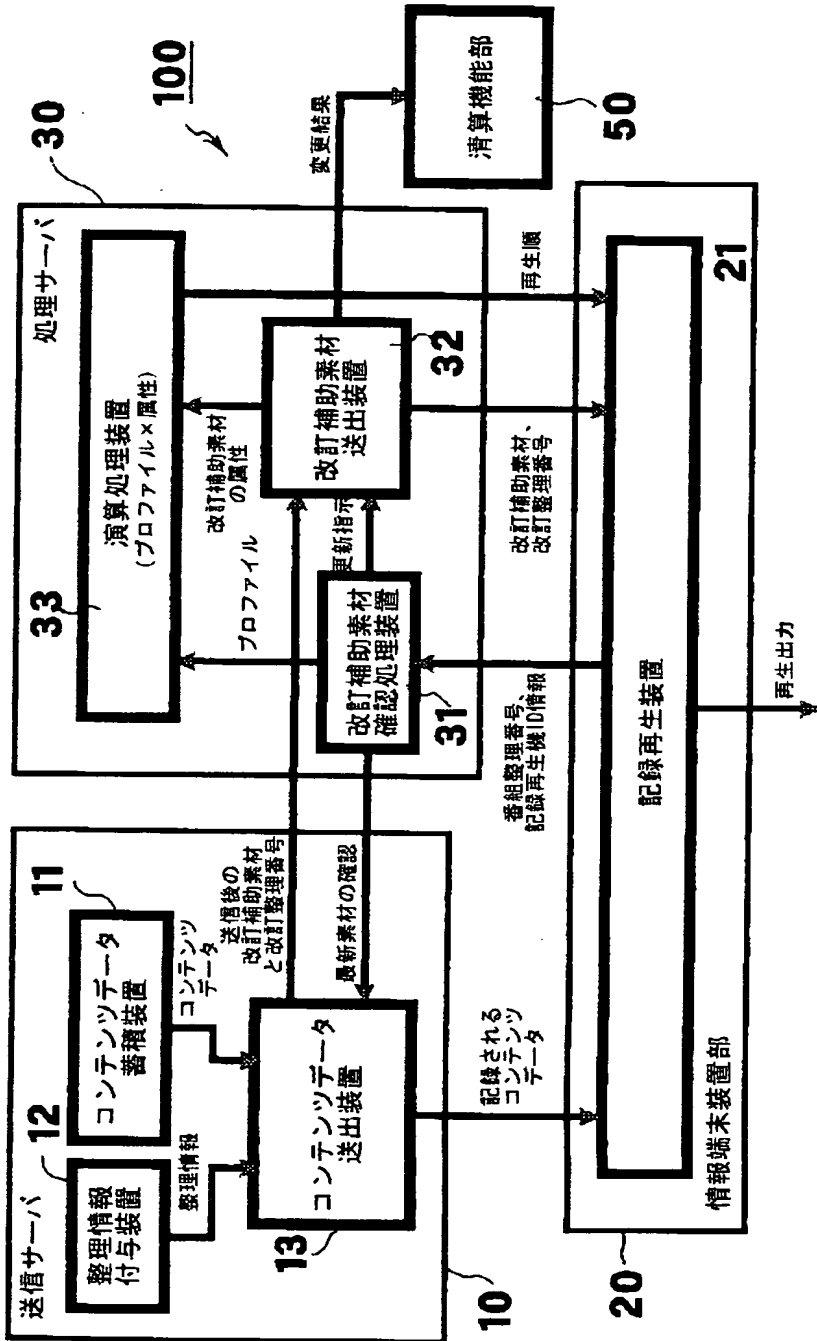 100
送信サーバ
10
12
整理情報
付与装置
11
コンテンツデータ
蓄積装置
整理情報
コンテンツ
データ
コンテンツデータ
送出装置
13
送信後の
改訂補助素材
と改訂整理番号
最新素材の確認
記録される
コンテンツ
データ
処理サーバ
30
33
演算処理装置
(プロファイル×属性)
プロファイル
改訂補助素材
の属性
改訂補助素材
確認処理装置
31
更新指示
改訂補助素材
送出装置
32
変更結果
清算機能部
50
番組整理番号、
記録再生機ID情報
改訂補助素材、
改訂整理番号
再生順
記録再生装置
21
情報端末装置部
20
再生出力